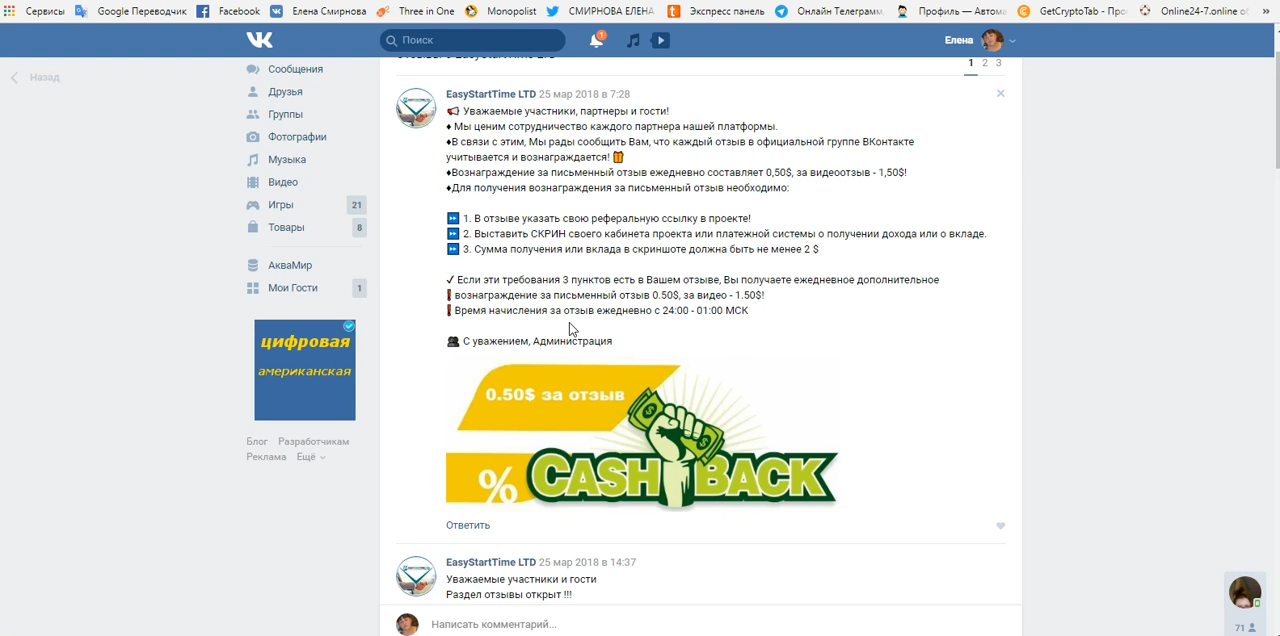 Сервисы Google Переводчик Facebook Елена Смирнова Three in One Monopolist СМИРНОВА ЕЛЕНА Экспресс панель Онлайн Телеграмм Профиль — Автома GetCryptoTab - Про Online24-7.online о »
Поиск 1 Елена
Назад
Сообщения
Друзья
Группы
Фотографии
Музыка
Видео
Игры 21
Товары 8
АкваМир
Мои Гости 1
цифровая
американская
Блог Разработчикам
Реклама Ещё
1 2 3
EasyStartTime LTD 25 мар 2018 в 7:28
Уважаемые участники, партнеры и гости!
♦ Мы ценим сотрудничество каждого партнера нашей платформы.
♦В связи с этим, Мы рады сообщить Вам, что каждый отзыв в официальной группе ВКонтакте
учитывается и вознаграждается!
♦Вознаграждение за письменный отзыв ежедневно составляет 0,50$, за видеоотзыв - 1,50$!
♦Для получения вознаграждения за письменный отзыв необходимо:
1. В отзыве указать свою реферальную ссылку в проекте!
2. Выставить СКРИН своего кабинета проекта или платежной системы о получении дохода или о вкладе.
3. Сумма получения или вклада в скриншоте должна быть не менее 2 $
✓ Если эти требования 3 пунктов есть в Вашем отзыве, Вы получаете ежедневное дополнительное
❗вознаграждение за письменный отзыв 0.50$, за видео - 1.50$!
❗Время начисления за отзыв ежедневно с 24:00 - 01:00 МСК
С уважением, Администрация
0.50$ за отзыв
% CASH BACK
Ответить
EasyStartTime LTD 25 мар 2018 в 14:37
Уважаемые участники и гости
Раздел отзывы открыт !!!
Написать комментарий...
71